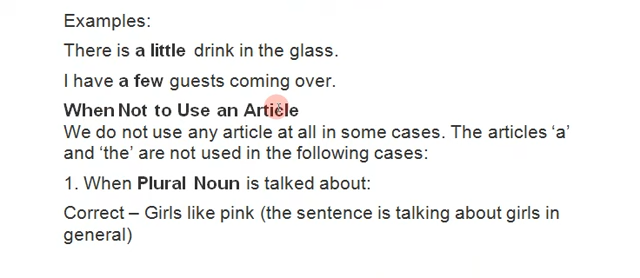 Examples:
There is a little drink in the glass.
I have a few guests coming over.
When Not to Use an Article
We do not use any article at all in some cases. The articles ‘a’
and ‘the’ are not used in the following cases:
1. When Plural Noun is talked about:
Correct – Girls like pink (the sentence is talking about girls in
general)